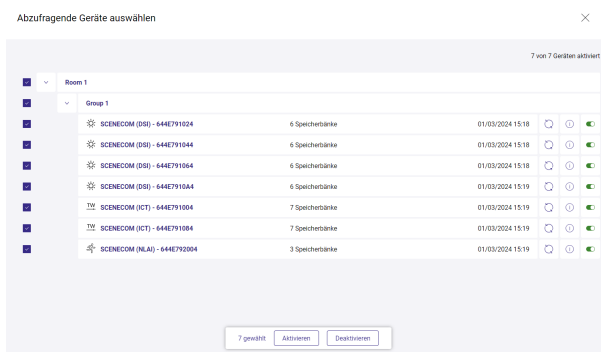 Abzufragende Geräte auswählen
7 von 7 Geräten aktiviert
Room 1
Group 1
SCENECOM (DSI) - 644E791024 6 Speicherbänke 01/03/2024 15:18
SCENECOM (DSI) - 644E791044 6 Speicherbänke 01/03/2024 15:18
SCENECOM (DSI) - 644E791064 6 Speicherbänke 01/03/2024 15:18
SCENECOM (DSI) - 644E7910A4 6 Speicherbänke 01/03/2024 15:19
TW SCENECOM (ICT) - 644E791004 7 Speicherbänke 01/03/2024 15:19
TW SCENECOM (ICT) - 644E791084 7 Speicherbänke 01/03/2024 15:19
SCENECOM (NLAI) - 644E792004 3 Speicherbänke 01/03/2024 15:19
7 gewählt Aktivieren Deaktivieren